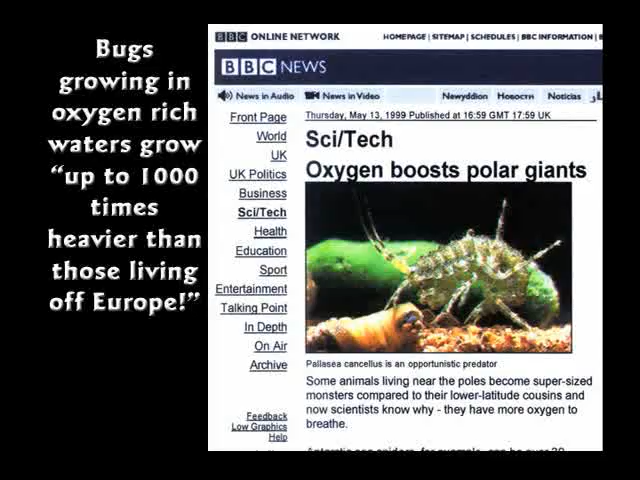 Bugs
growing in
oxygen rich
waters grow
“up to 1000
times
heavier than
those living
off Europe!”
BBC ONLINE NETWORK
HOMEPAGE | SITEMAP | SCHEDULES | BBC INFORMATION |
BBC NEWS
News in Audio
News in Video
Newyddion
Новости
Noticias
Front Page
World
UK
UK Politics
Business
Sci/Tech
Health
Education
Sport
Entertainment
Talking Point
In Depth
On Air
Archive
Feedback
Low Graphics
Help
Thursday, May 13, 1999 Published at 16:59 GMT 17:59 UK
Sci/Tech
Oxygen boosts polar giants
Pallasea cancellus is an opportunistic predator
Some animals living near the poles become super-sized
monsters compared to their lower-latitude cousins and
now scientists know why - they have more oxygen to
breathe.